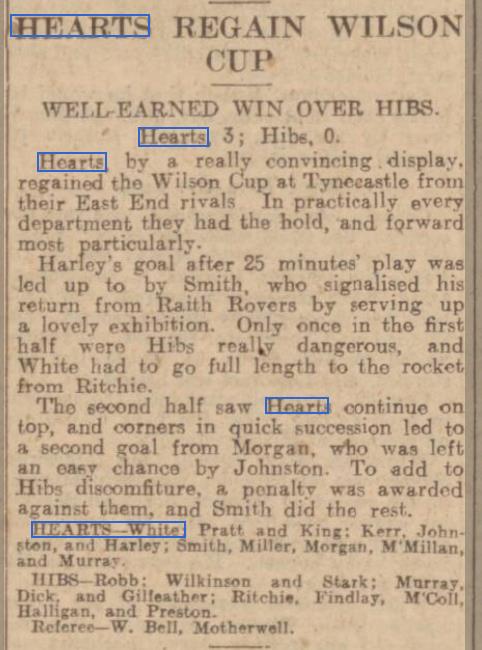 HEARTS REGAIN WILSON
CUP
WELL-EARNED WIN OVER HIBS.
Hearts, 3; Hibs, 0.
Hearts, by a really convincing display,
regained the Wilson Cup at Tynecastle from
their East End rivals In practically every
department they had the hold, and forward
most particularly.
Harley's goal after 25 minutes' play was
led up to by Smith, who signalised his
return from Raith Rovers by serving up
a lovely exhibition. Only once in the first
half were Hibs really dangerous, and
White had to go full length to the rocket
from Ritchie.
The second half saw Hearts continue on
top, and corners in quick succession led to
a second goal from Morgan, who was left
an easy chance by Johnston. To add to
Hibs discomfiture, a penalty was awarded
against them, and Smith did the rest.
HEARTS—White; Pratt and King; Kerr, John-
ston, and Harley; Smith, Miller, Morgan, M'Millan,
and Murray.
HIBS—Robb; Wilkinson and Stark; Murray,
Dick, and Gilfeather; Ritchie, Findlay, M'Coll,
Halligan, and Preston.
Referee—W. Bell, Motherwell.